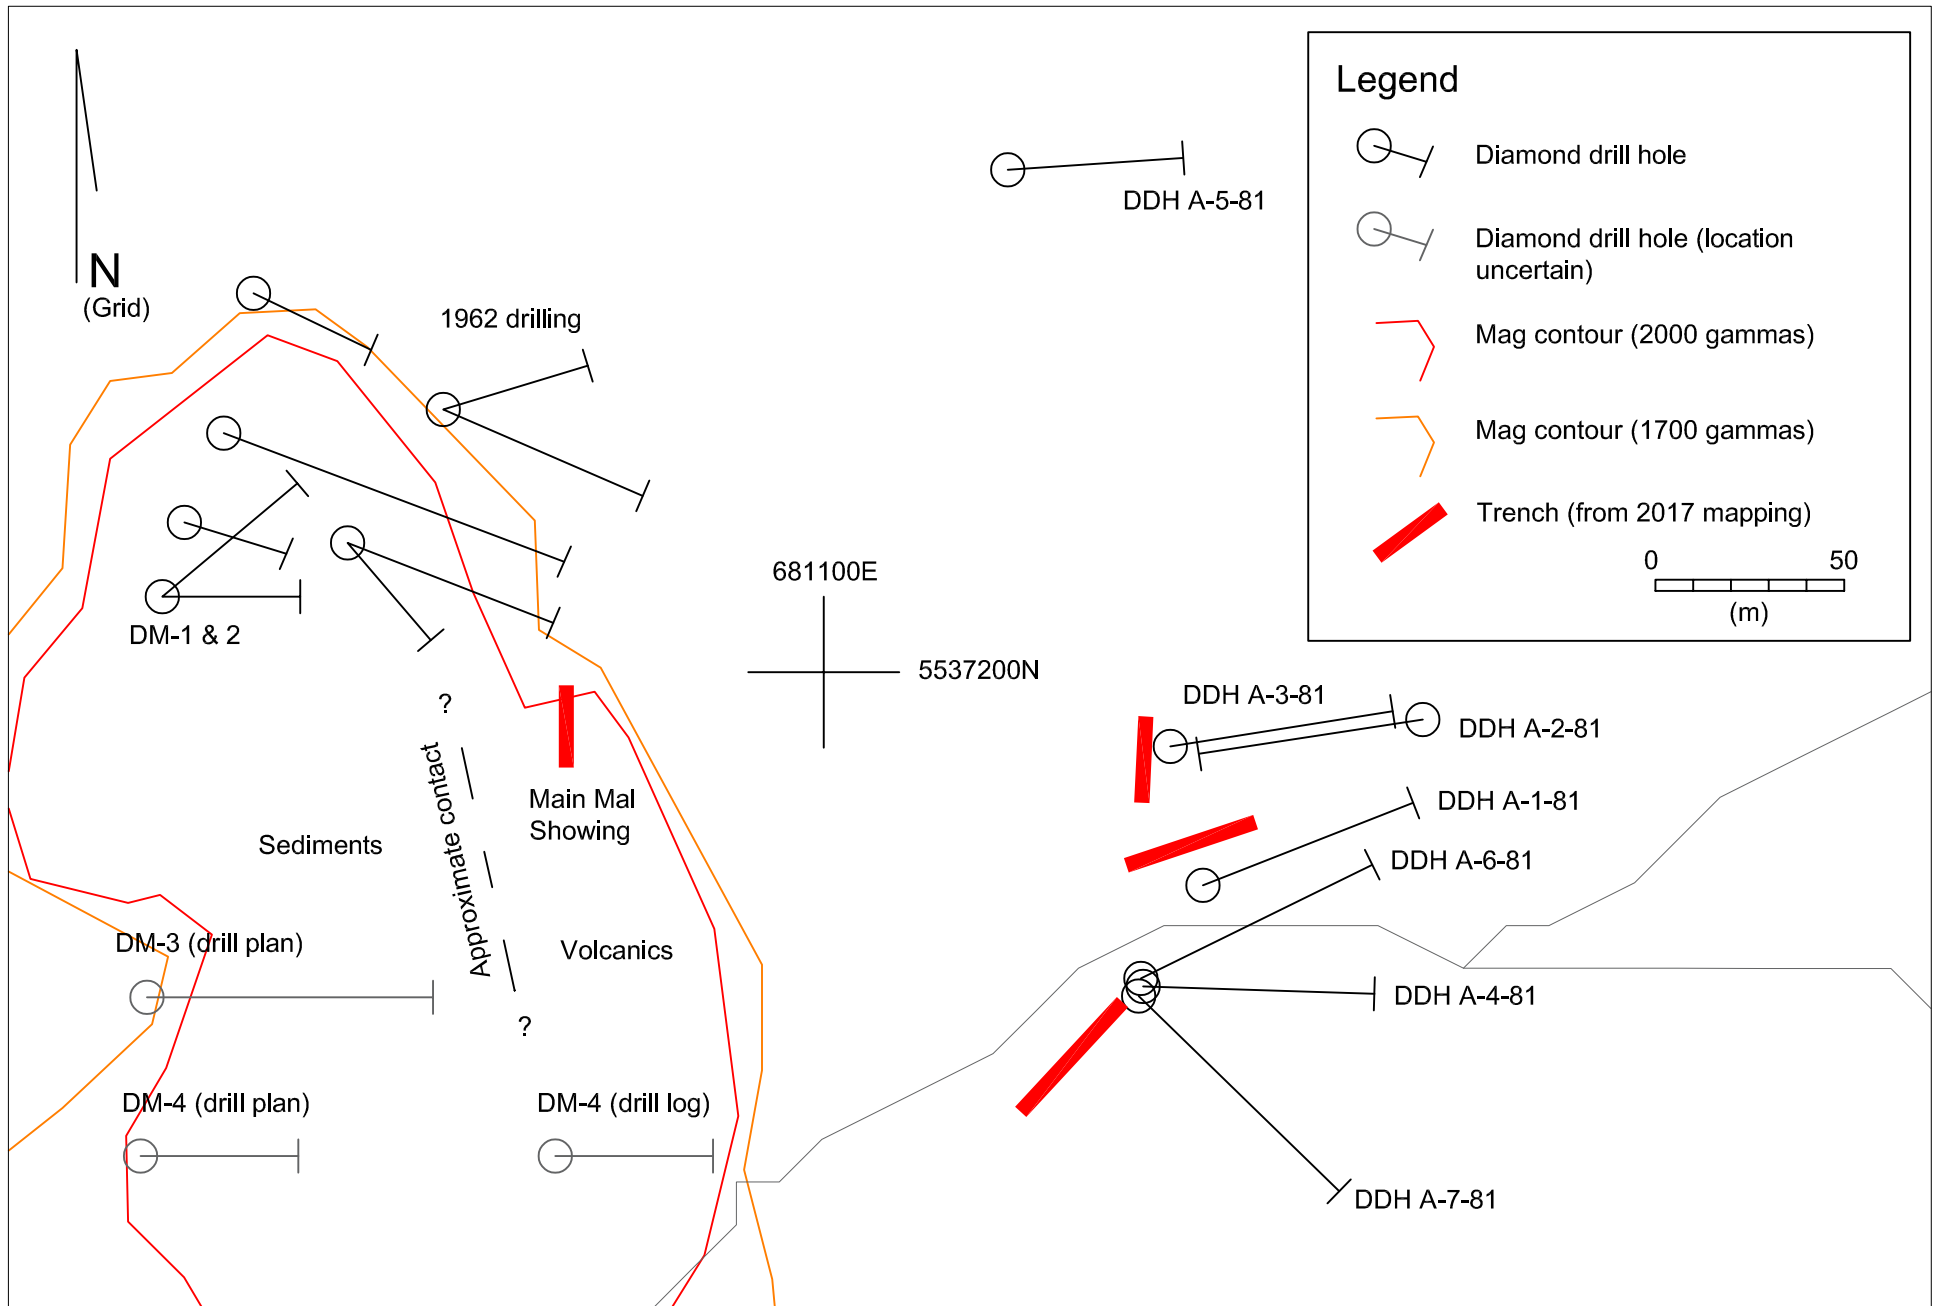 Legend
Diamond drill hole
Diamond drill hole (location
uncertain)
Mag contour (2000 gammas)
Mag contour (1700 gammas)
Trench (from 2017 mapping)
0 50
(m)
N
(Grid)
DDH A-5-81
1962 drilling
681100E
5537200N
DM-1 & 2
?
Approximate contact
?
Main Mal
Showing
Sediments
Volcanics
DM-3 (drill plan)
DM-4 (drill plan)
DM-4 (drill log)
DDH A-3-81
DDH A-2-81
DDH A-1-81
DDH A-6-81
DDH A-4-81
DDH A-7-81